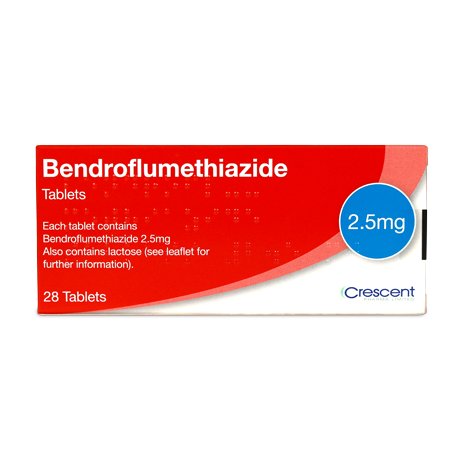 Bendroflumethiazide
Tablets
2.5mg
Each tablet contains
Bendroflumethiazide 2.5mg
Also contains lactose (see leaflet for
further information).
28 Tablets
Crescent